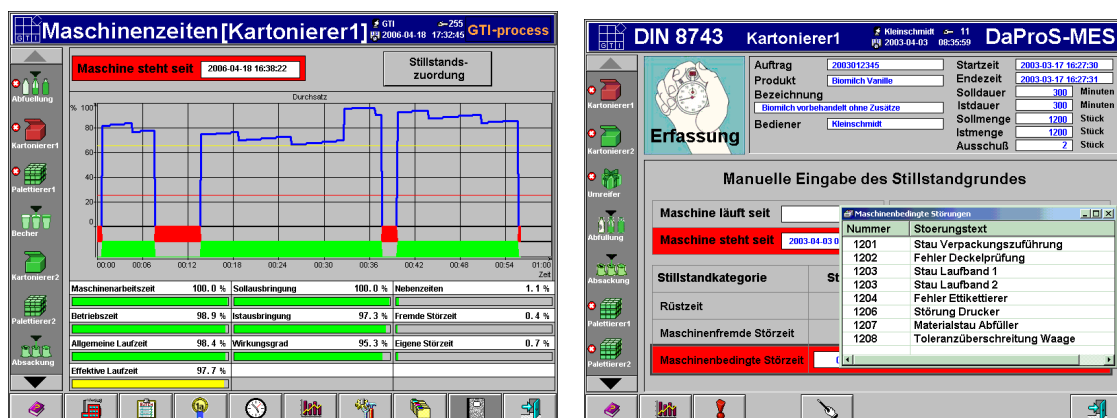 Maschinenzeiten[Kartonierer1]
GTI 255
2006-04-18 17:32:45
GTI-process
Maschine steht seit 2006-04-18 16:38:22
Stillstands-
zuordung
Abfuellung
Kartonierer1
Palettierer1
Becher
Kartonierer2
Palettierer2
Absackung
Durchsatz
% 100
80
60
40
20
0
00:00 00:06 00:12 00:18 00:24 00:30 00:36 00:42 00:48 00:54 01:00
Zeit
Maschinenarbeitszeit 100.0 % Sollausbringung 100.0 % Nebenzeiten 1.1 %
Betriebszeit 98.9 % Istausbringung 97.3 % Fremde Störzeit 0.4 %
Allgemeine Laufzeit 98.4 % Wirkungsgrad 95.3 % Eigene Störzeit 0.7 %
Effektive Laufzeit 97.7 %
DIN 8743 Kartonierer1
Kleinschmidt 11
2003-04-03 08:35:59
DaProS-MES
Kartonierer1
Kartonierer2
Umreifer
Abfüllung
Absackung
Palettierer1
Palettierer2
Erfassung
Auftrag 2003012345
Produkt Biomilch Vanille
Bezeichnung
Biomilch vorbehandelt ohne Zusätze
Bediener Kleinschmidt
Startzeit 2003-03-17 16:27:30
Endezeit 2003-03-17 16:27:31
Solldauer 300 Minuten
Istdauer 300 Minuten
Sollmenge 1200 Stück
Istmenge 1200 Stück
Ausschuß 2 Stück
Manuelle Eingabe des Stillstandgrundes
Maschine läuft seit
Maschine steht seit 2003-04-03 0
Stillstandkategorie St
Rüstzeit
Maschinenfremde Störzeit
Maschinenbedingte Störzeit
Maschinenbedingte Störungen
Nummer Stoerungstext
1201 Stau Verpackungszuführung
1202 Fehler Deckelprüfung
1203 Stau Laufband 1
1203 Stau Laufband 2
1204 Fehler Ettikettierer
1206 Störung Drucker
1207 Materialstau Abfüller
1208 Toleranzüberschreitung Waage